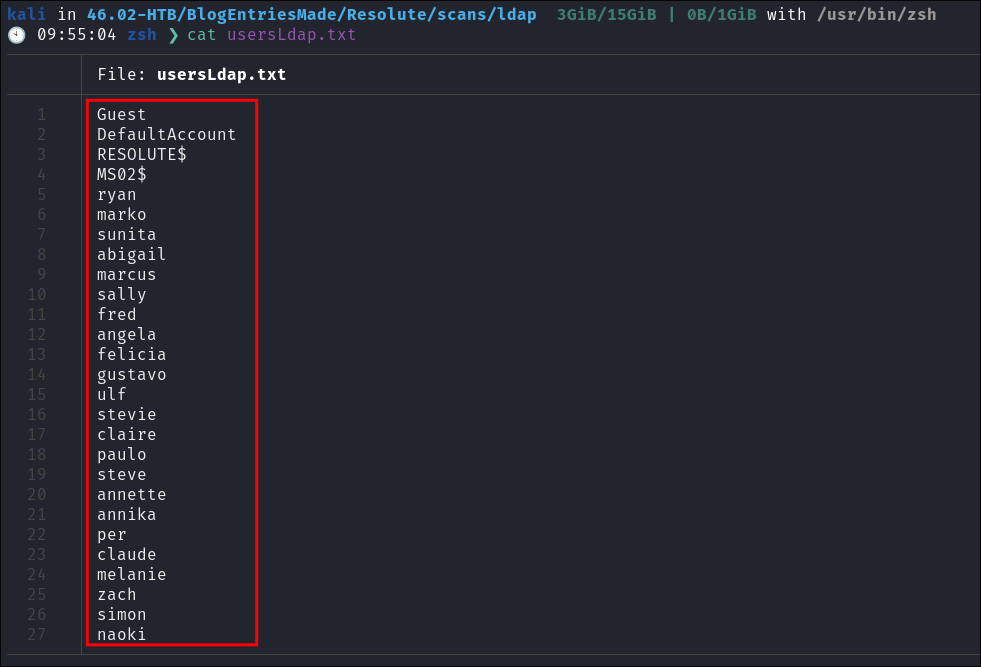 kali in 46.02-HTB/BlogEntriesMade/Resolute/scans/ldap 3GiB/15GiB | 0B/1GiB with /usr/bin/zsh
09:55:04 zsh ❯ cat usersLdap.txt
File: usersLdap.txt
1 Guest
2 DefaultAccount
3 RESOLUTE$
4 MS02$
5 ryan
6 marko
7 sunita
8 abigail
9 marcus
10 sally
11 fred
12 angela
13 felicia
14 gustavo
15 ulf
16 stevie
17 claire
18 paulo
19 steve
20 annette
21 annika
22 per
23 claude
24 melanie
25 zach
26 simon
27 naoki